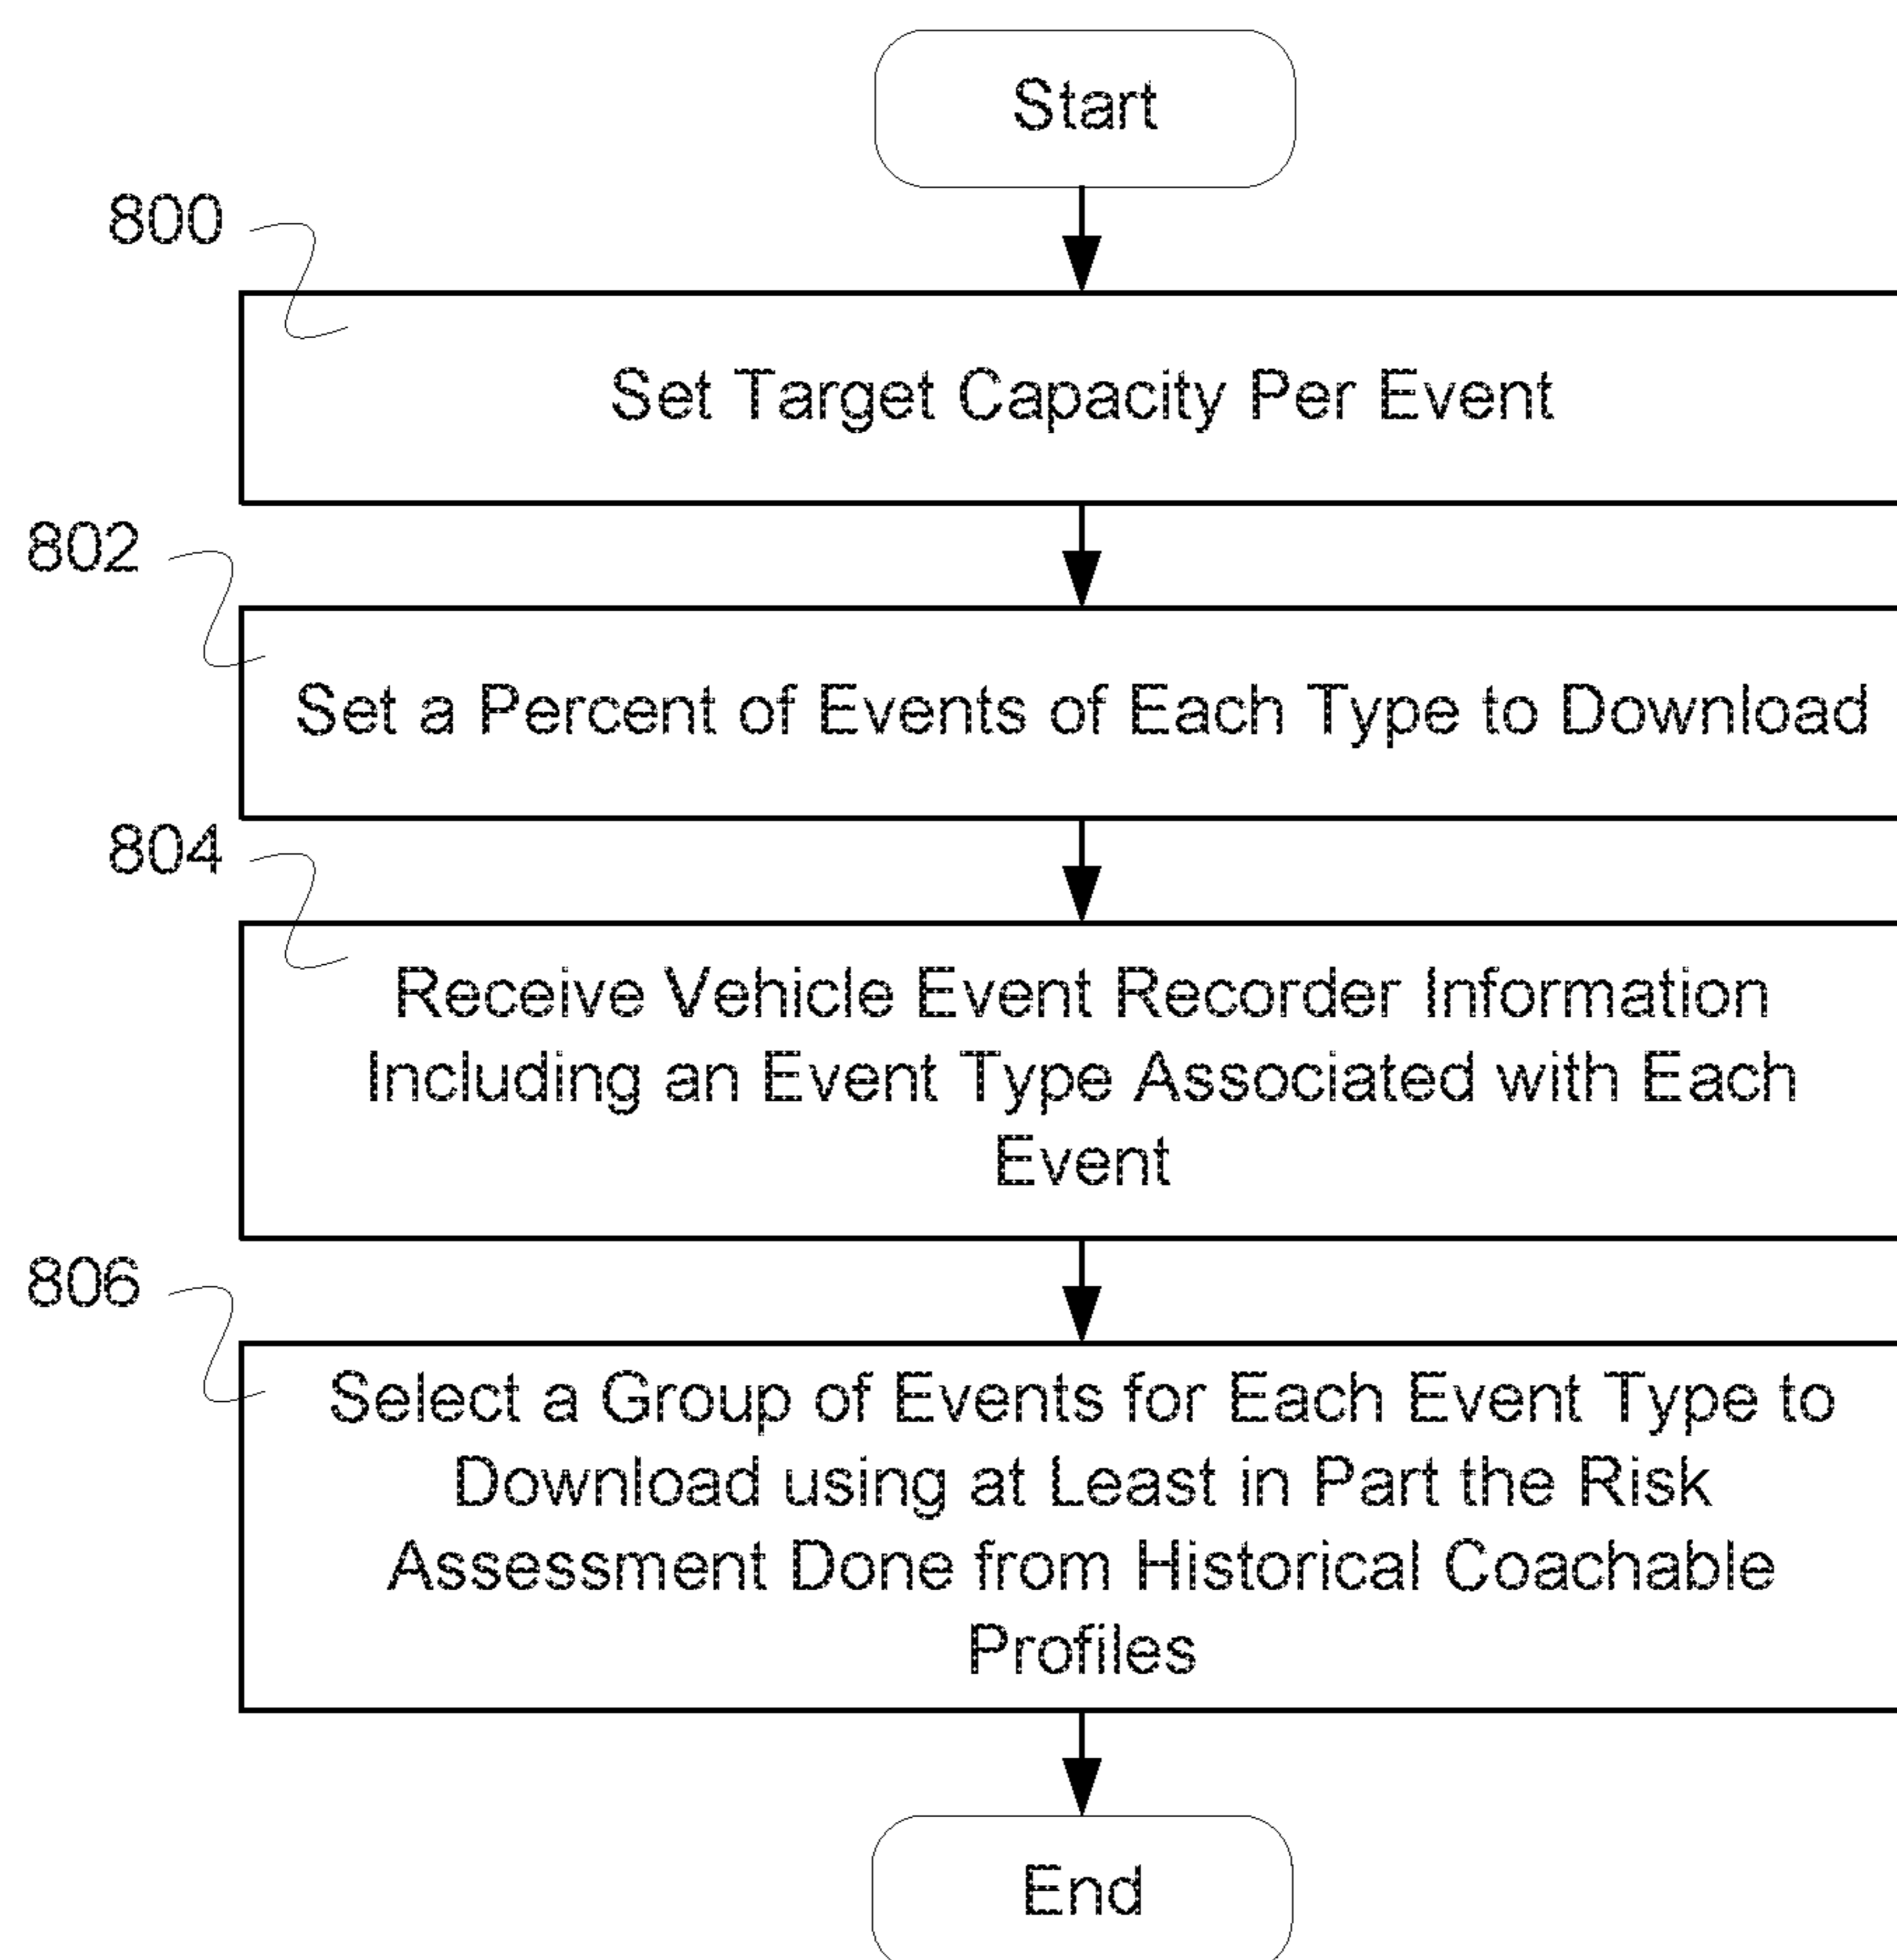 Start
800
Set Target Capacity Per Event
802
Set a Percent of Events of Each Type to Download
804
Receive Vehicle Event Recorder Information
Including an Event Type Associated with Each
Event
806
Select a Group of Events for Each Event Type to
Download using at Least in Part the Risk
Assessment Done from Historical Coachable
Profiles
End